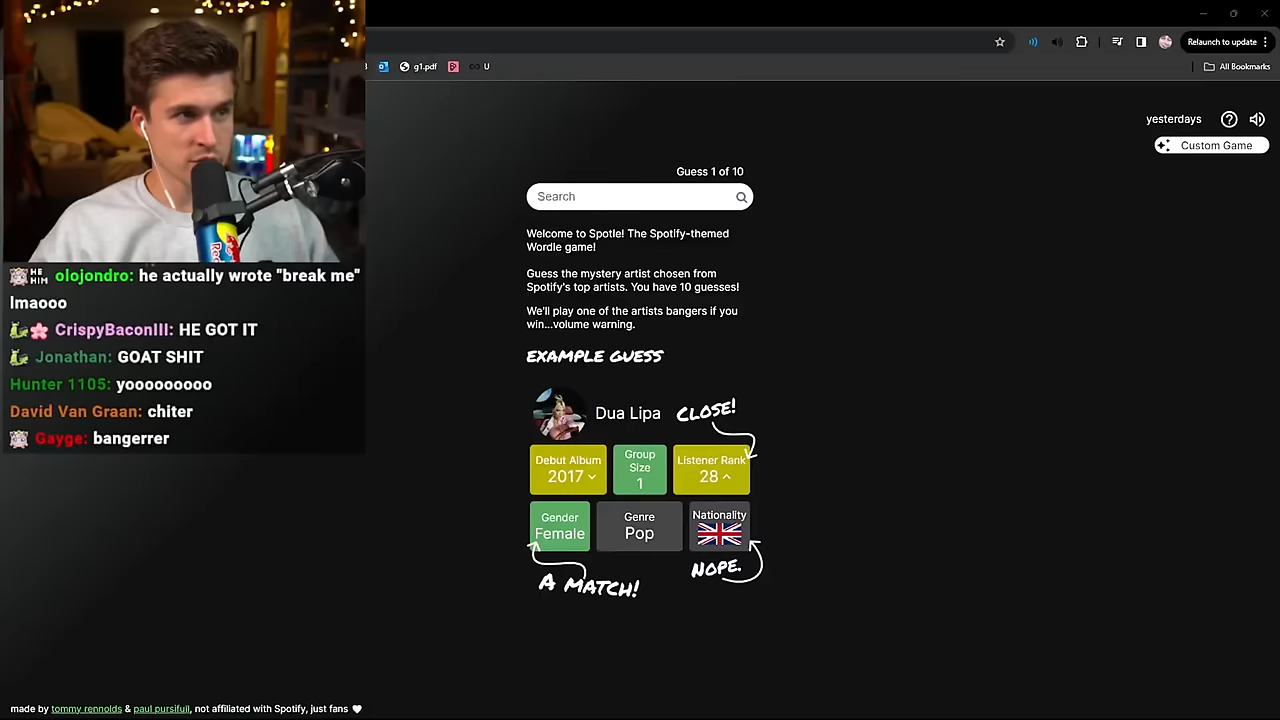 Relaunch to update
g1.pdf
U
All Bookmarks
yesterdays
Custom Game
Guess 1 of 10
Search
Welcome to Spotle! The Spotify-themed
Wordle game!
Guess the mystery artist chosen from
Spotify's top artists. You have 10 guesses!
We'll play one of the artists bangers if you
win...volume warning.
EXAMPLE GUESS
Dua Lipa
CLOSE!
Debut Album
2017
Group
Size
1
Listener Rank
28
Gender
Female
Genre
Pop
Nationality
A MATCH!
NOPE.
HE
HIM
olojondro: he actually wrote "break me"
lmaooo
CrispyBaconIII: HE GOT IT
Jonathan: GOAT SHIT
Hunter 1105: yooooooooo
David Van Graan: chiter
Gayge: bangerrer
made by tommy rennolds & paul pursifull, not affiliated with Spotify, just fans